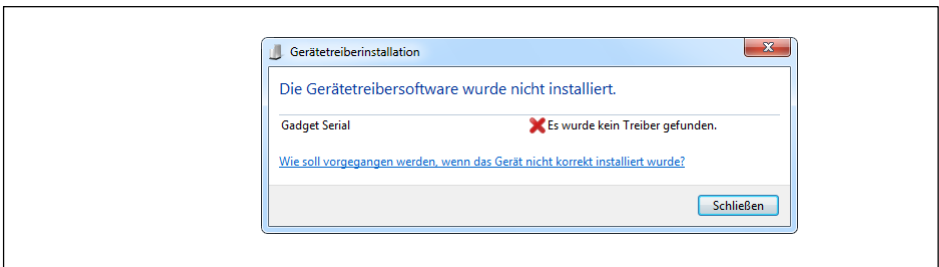 Gerätetreiberinstallation
Die Gerätetreibersoftware wurde nicht installiert.
Gadget Serial Es wurde kein Treiber gefunden.
Wie soll vorgegangen werden, wenn das Gerät nicht korrekt installiert wurde?
Schließen